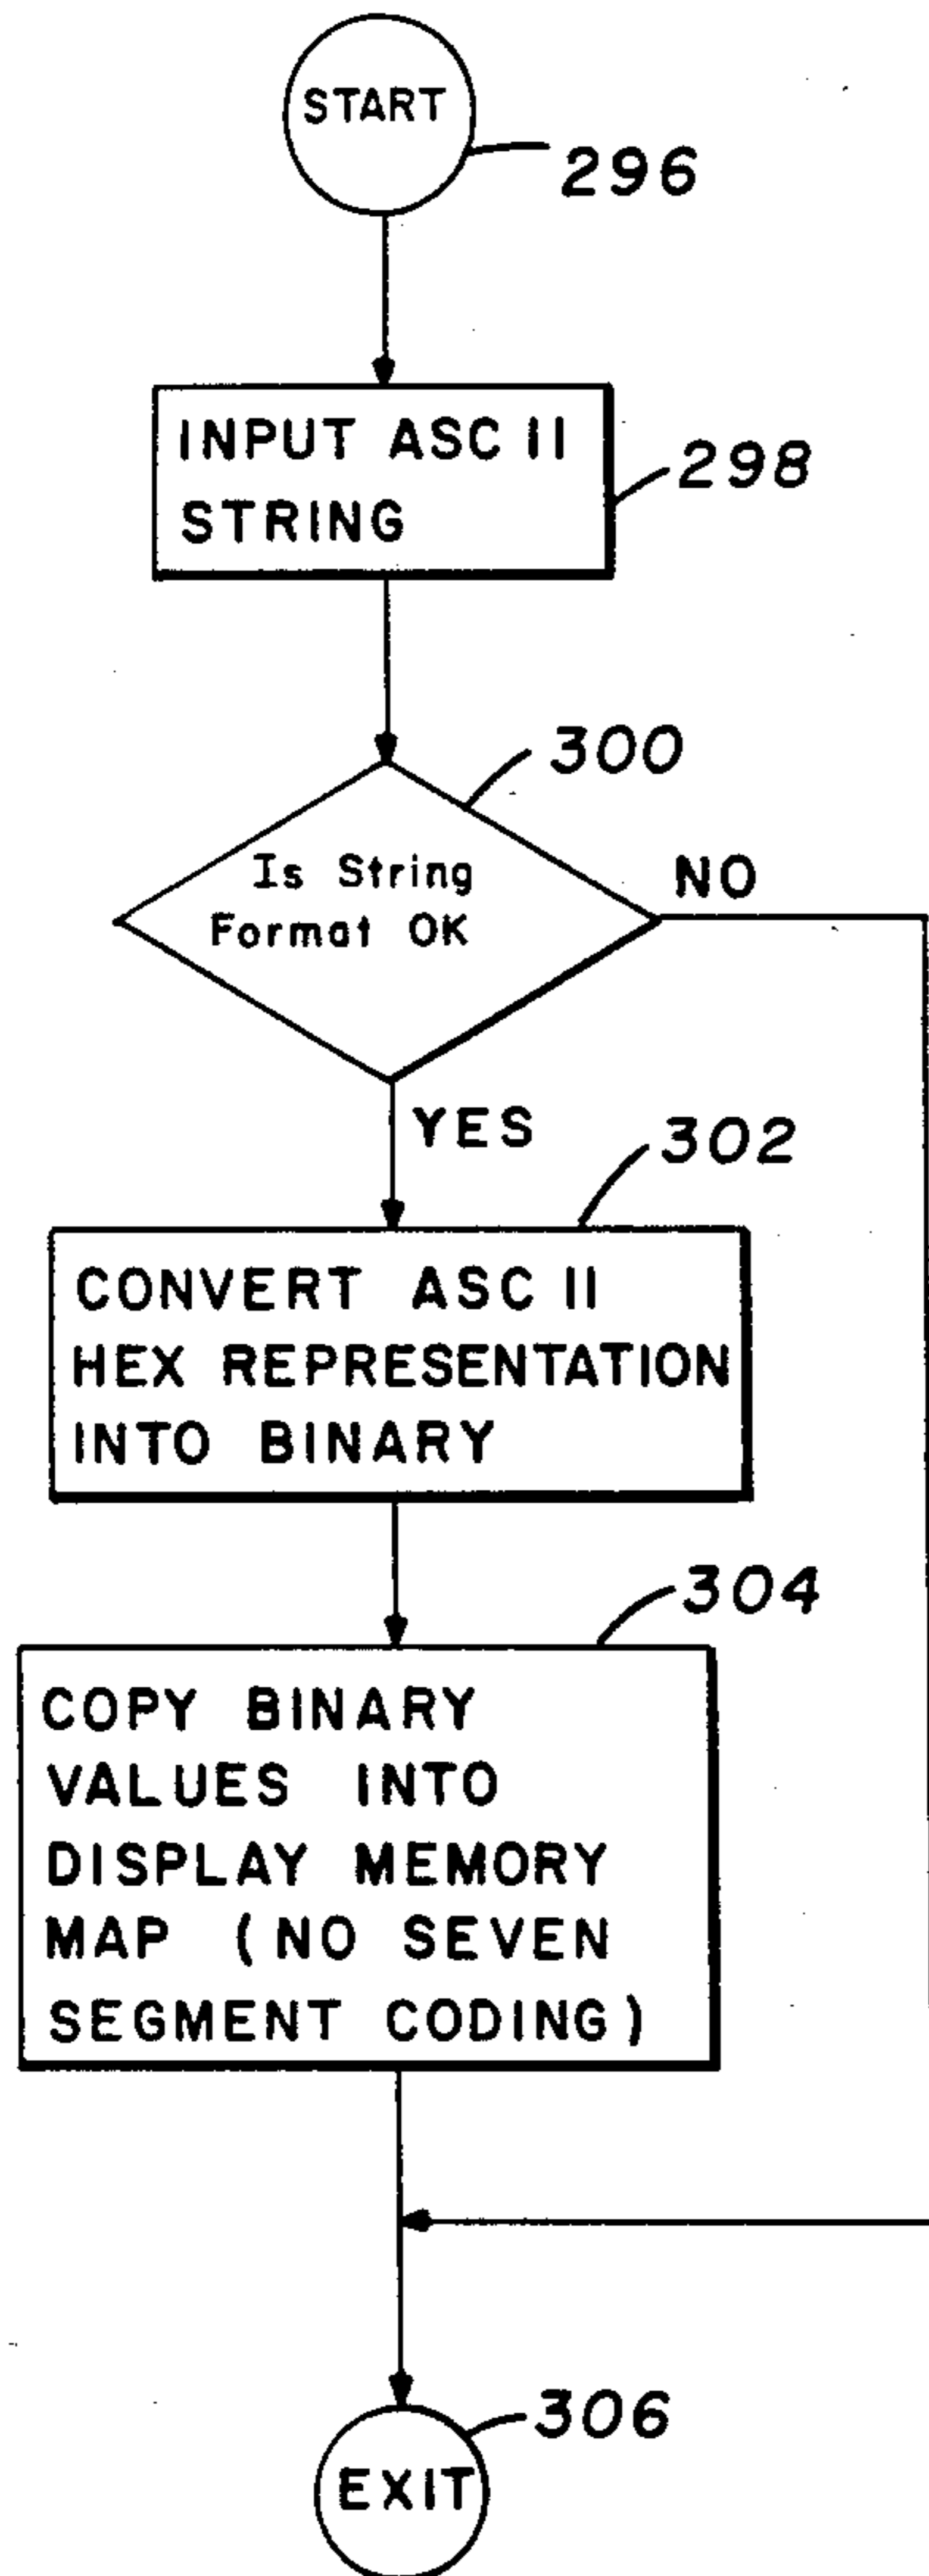 START
296
INPUT ASC II
STRING
298
300
Is String
Format OK
NO
YES
302
CONVERT ASC II
HEX REPRESENTATION
INTO BINARY
304
COPY BINARY
VALUES INTO
DISPLAY MEMORY
MAP (NO SEVEN
SEGMENT CODING)
306
EXIT